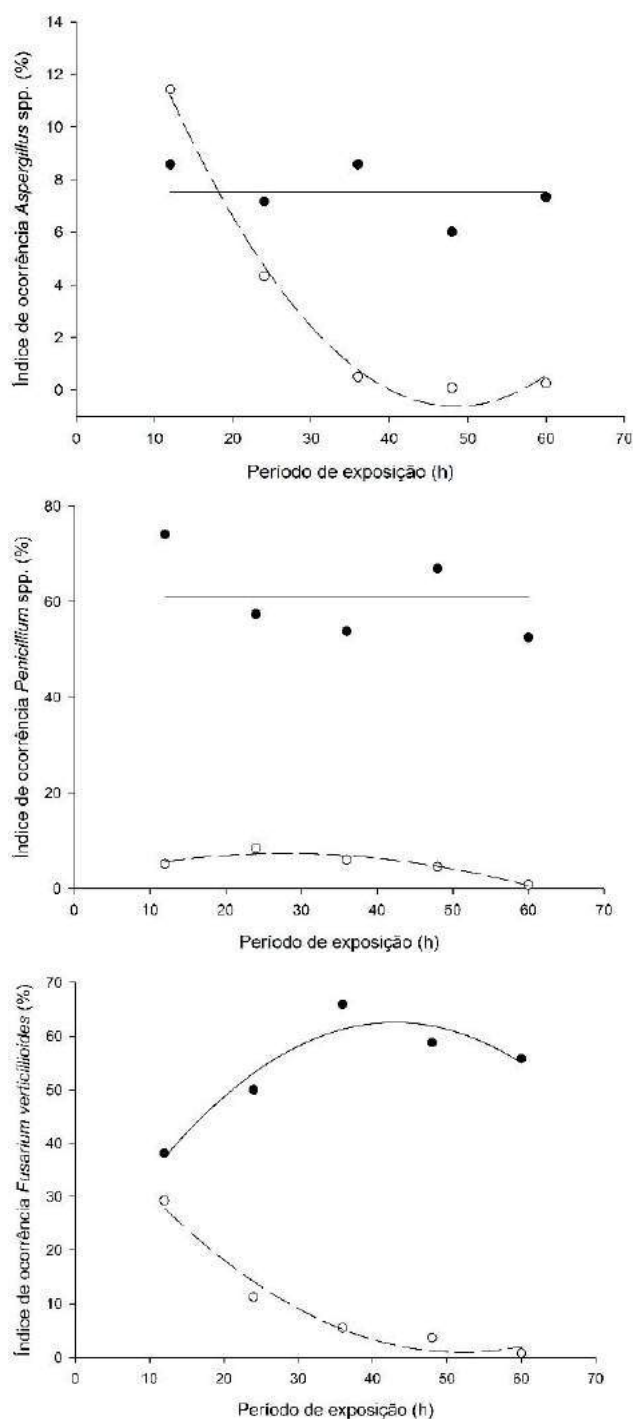 Índice de ocorrência Aspergillus spp. (%)
14
12
10
8
6
4
2
0
0 10 20 30 40 50 60 70
Período de exposição (h)
Índice de ocorrência Penicillium spp. (%)
80
60
40
20
0
0 10 20 30 40 50 60 70
Período de exposição (h)
Índice de ocorrência Fusarium verticillioides (%)
70
60
50
40
30
20
10
0
0 10 20 30 40 50 60 70
Período de exposição (h)